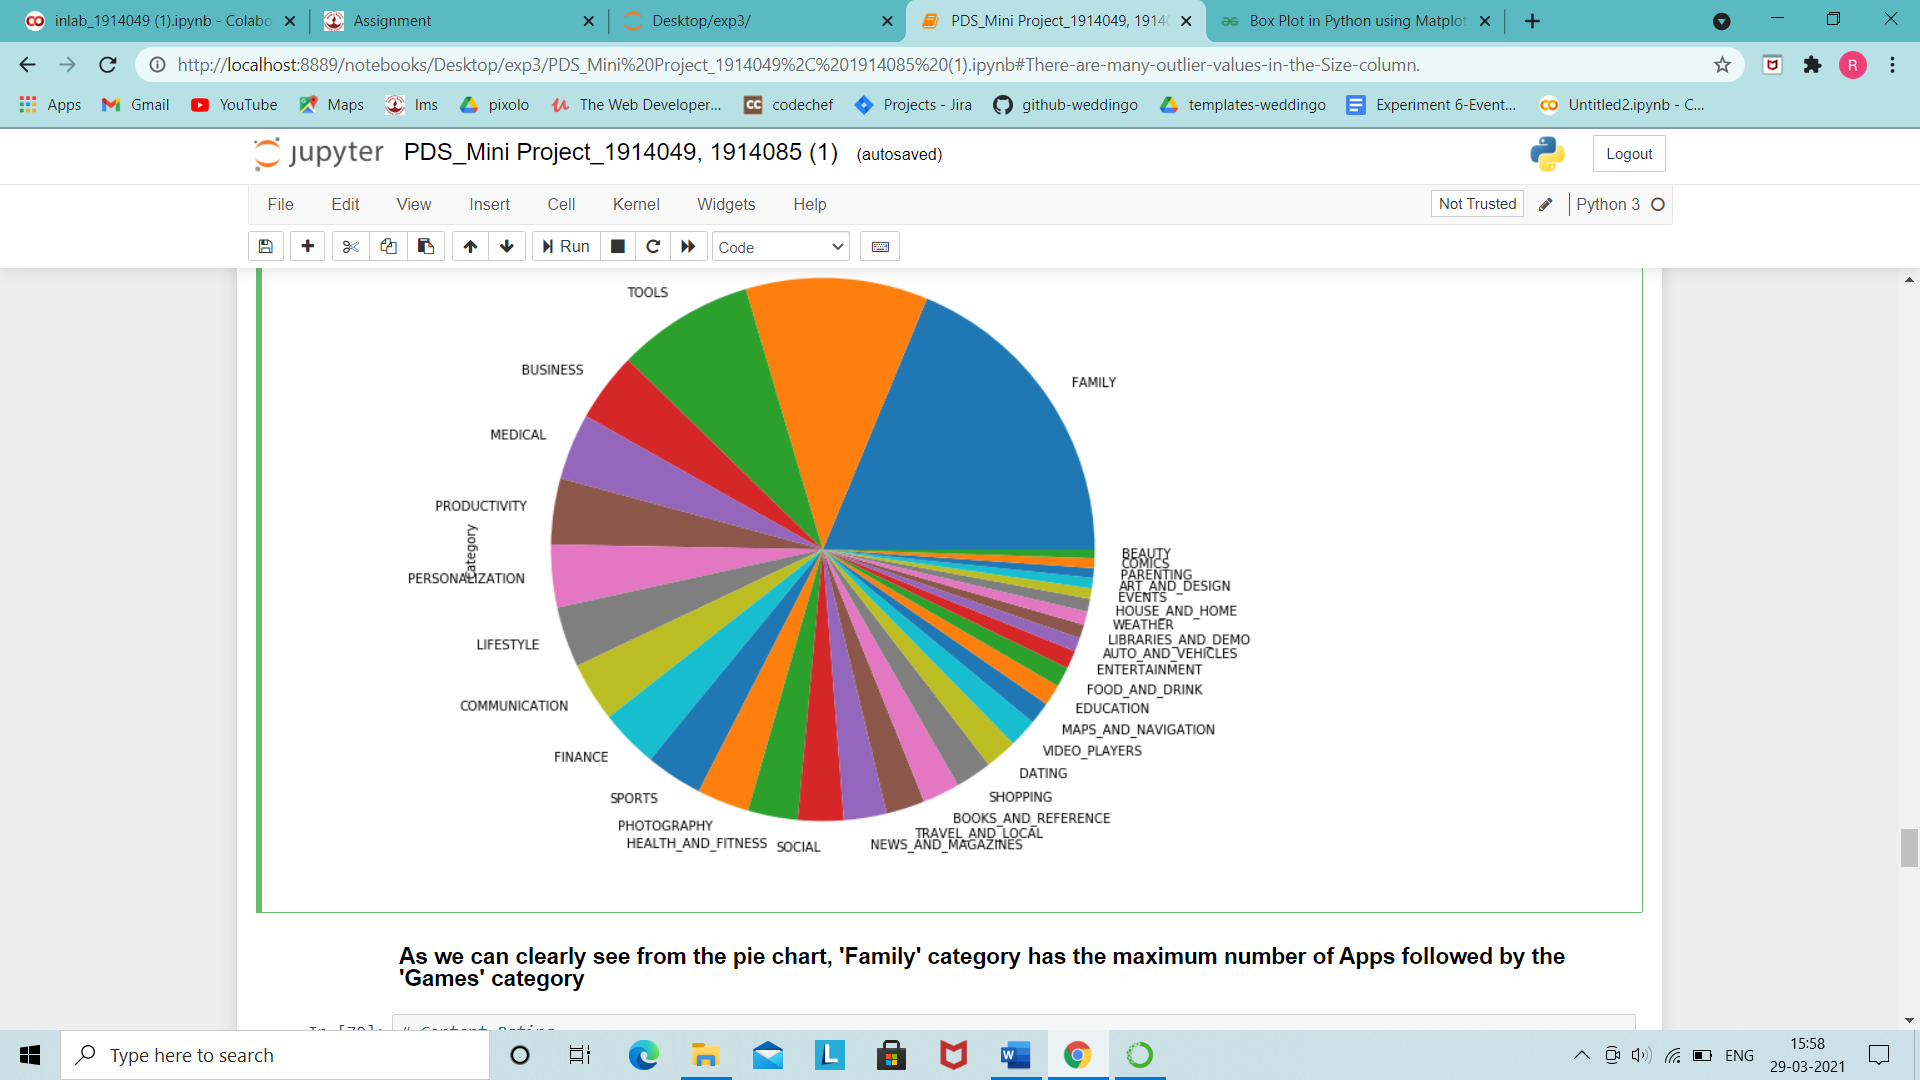 inlab_1914049 (1).ipynb - Colabo
Assignment
Desktop/exp3/
PDS_Mini Project_1914049, 1914
Box Plot in Python using Matplot
http://localhost:8889/notebooks/Desktop/exp3/PDS_Mini%20Project_1914049%2C%201914085%20(1).ipynb#There-are-many-outlier-values-in-the-Size-column.
R
Apps
Gmail
YouTube
Maps
lms
pixolo
The Web Developer...
CC
codechef
Projects - Jira
github-weddingo
templates-weddingo
Experiment 6-Event...
Untitled2.ipynb - C...
jupyter
PDS_Mini Project_1914049, 1914085 (1)
(autosaved)
Logout
File
Edit
View
Insert
Cell
Kernel
Widgets
Help
Not Trusted
Python 3
Run
Code
TOOLS
BUSINESS
FAMILY
MEDICAL
PRODUCTIVITY
Category
PERSONALIZATION
LIFESTYLE
COMMUNICATION
FINANCE
SPORTS
PHOTOGRAPHY
HEALTH_AND_FITNESS
SOCIAL
NEWS_AND_MAGAZINES
TRAVEL_AND_LOCAL
BOOKS_AND_REFERENCE
SHOPPING
DATING
VIDEO_PLAYERS
MAPS_AND_NAVIGATION
EDUCATION
FOOD_AND_DRINK
ENTERTAINMENT
AUTO_AND_VEHICLES
LIBRARIES_AND_DEMO
WEATHER
HOUSE_AND_HOME
EVENTS
ART_AND_DESIGN
PARENTING
COMICS
BEAUTY
As we can clearly see from the pie chart, 'Family' category has the maximum number of Apps followed by the
'Games' category
Type here to search
L
W
ENG
15:58
29-03-2021